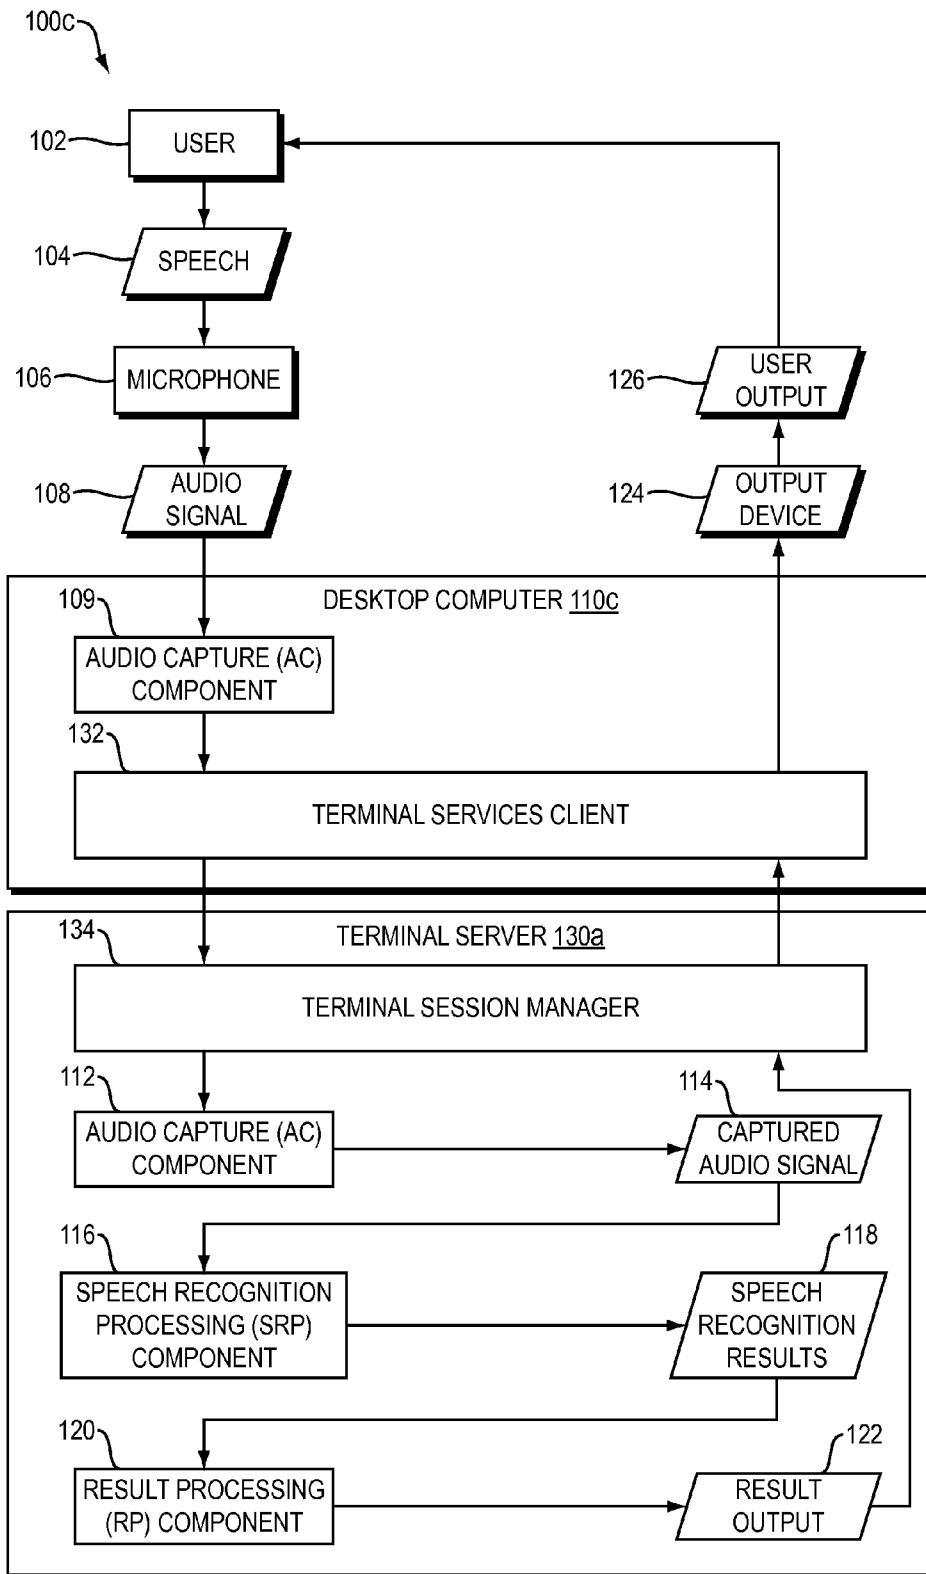 100c
102
USER
104
SPEECH
106
MICROPHONE
126
USER
OUTPUT
108
AUDIO
SIGNAL
124
OUTPUT
DEVICE
DESKTOP COMPUTER 110c
109
AUDIO CAPTURE (AC)
COMPONENT
132
TERMINAL SERVICES CLIENT
TERMINAL SERVER 130a
134
TERMINAL SESSION MANAGER
112
AUDIO CAPTURE (AC)
COMPONENT
114
CAPTURED
AUDIO SIGNAL
116
SPEECH RECOGNITION
PROCESSING (SRP)
COMPONENT
118
SPEECH
RECOGNITION
RESULTS
120
RESULT PROCESSING
(RP) COMPONENT
122
RESULT
OUTPUT